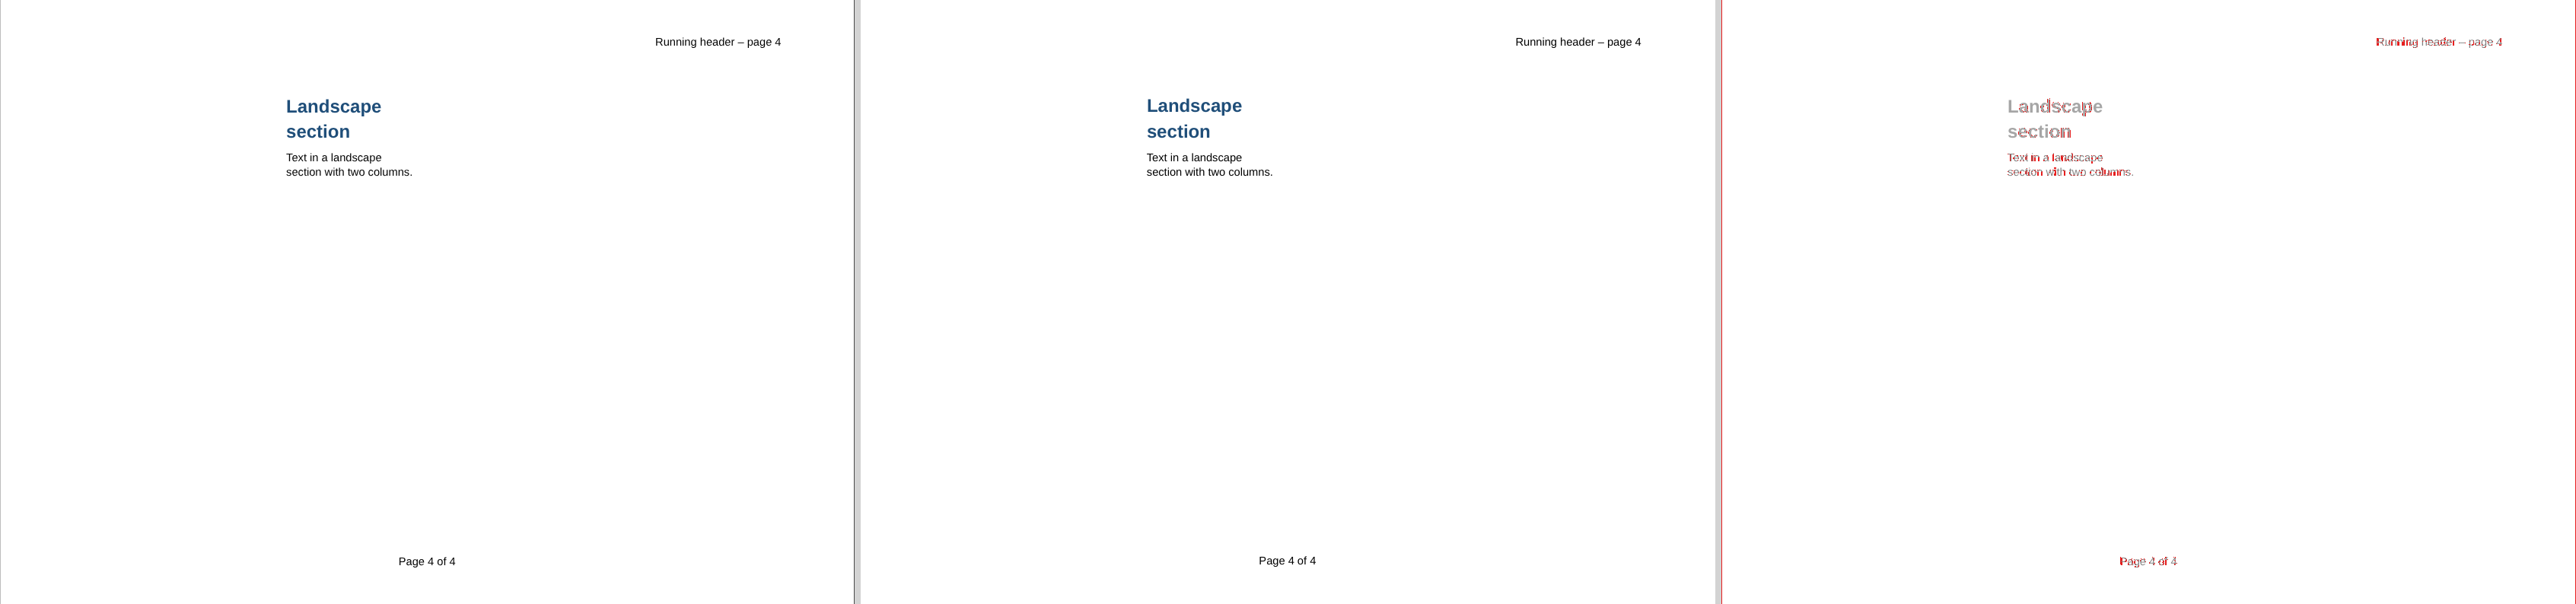 Running header – page 4
Landscape
section
Text in a landscape
section with two columns.
Page 4 of 4
Running header – page 4
Landscape
section
Text in a landscape
section with two columns.
Page 4 of 4
Running header – page 4
Landscape
section
Text in a landscape
section with two columns.
Page 4 of 4